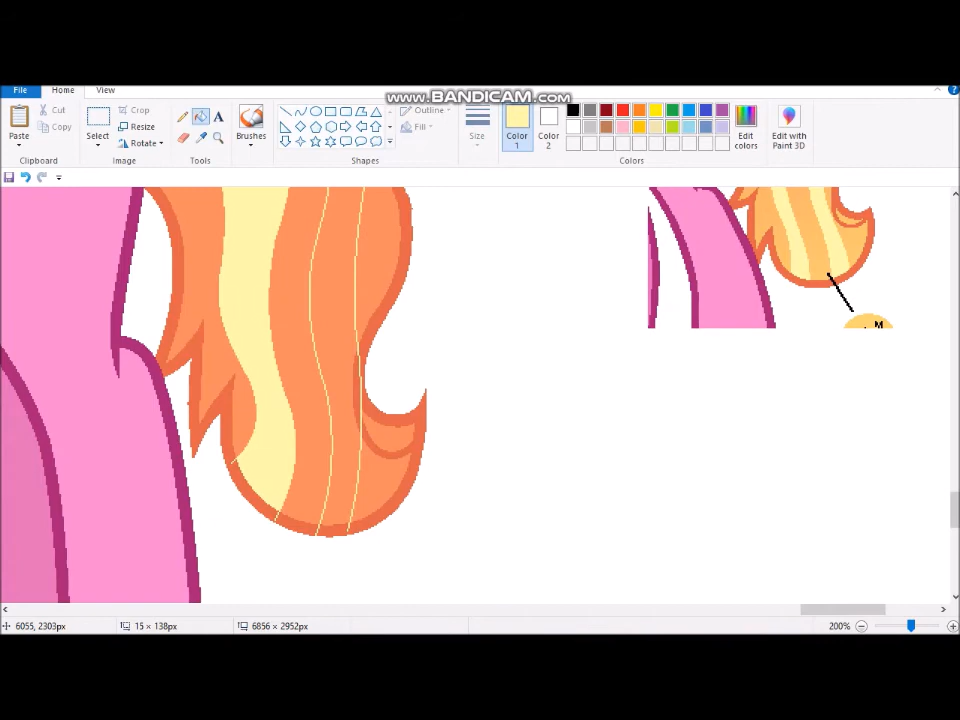 www.BANDICAM.com
File Home View
Paste
Cut
Copy
Clipboard
Select
Crop
Resize
Rotate
Image
A
Tools
Brushes
Outline
Fill
Shapes
Size
Color 1
Color 2
Edit colors
Colors
Edit with Paint 3D
M
6055, 2303px
15 × 138px
6856 × 2952px
200%